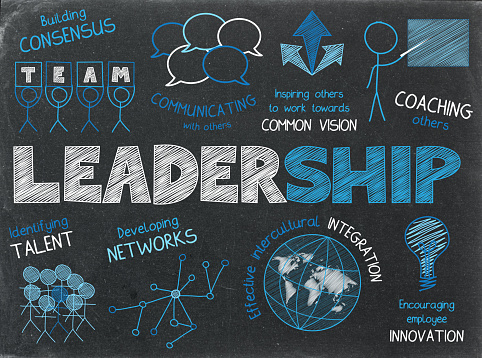 Building
CONSENSUS
TEAM
COMMUNICATING
with others
Inspiring others
to work towards
COMMON VISION
COACHING
others
LEADERSHIP
Identifying
TALENT
Developing
NETWORKS
Effective intercultural INTEGRATION
Encouraging
employee
INNOVATION